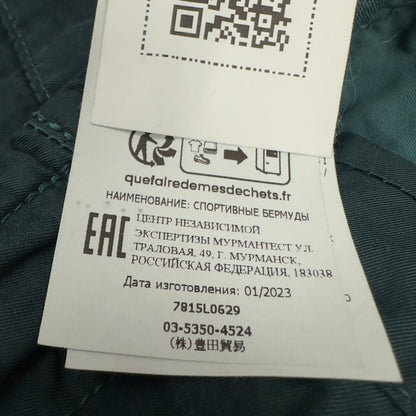 quefairedemesdechets.fr
НАИМЕНОВАНИЕ: СПОРТИВНЫЕ БЕРМУДЫ
EAC
ЦЕНТР НЕЗАВИСИМОЙ
ЭКСПЕРТИЗЫ МУРМАНТЕСТ УЛ.
ТРАЛОВАЯ, 49, Г. МУРМАНСК,
РОССИЙСКАЯ ФЕДЕРАЦИЯ, 183038
Дата изготовления: 01/2023
7815L0629
03-5350-4524
(株)豊田貿易